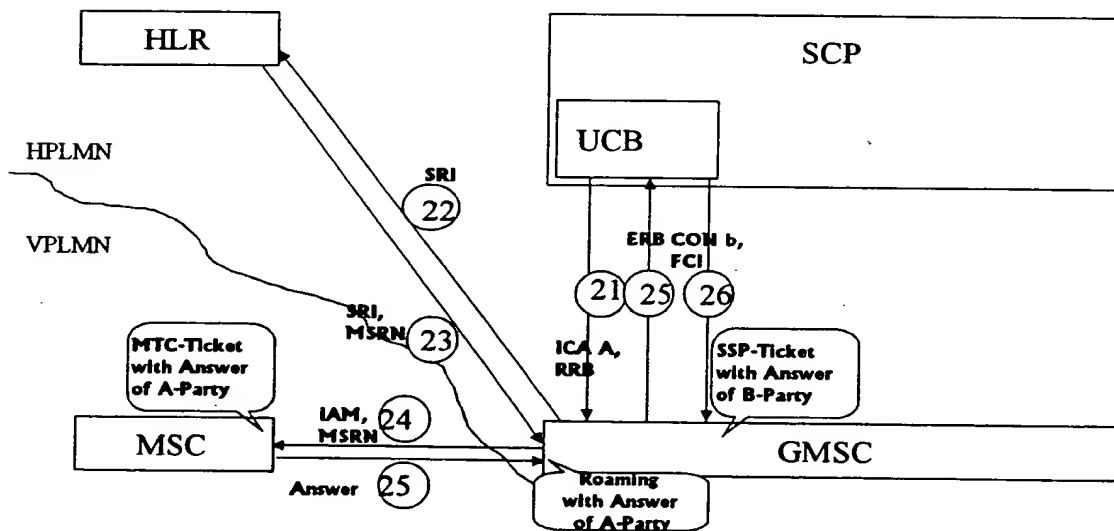 HLR
SCP
UCB
HPLMN
VPLMN
SRI
22
ERB CON b,
FCI
21
25
26
SRI,
MSRN
23
ICA A,
RRB
MTC-Ticket
with Answer
of A-Party
SSP-Ticket
with Answer
of B-Party
IAM,
MSRN
24
MSC
GMSC
Answer
25
Roaming
with Answer
of A-Party